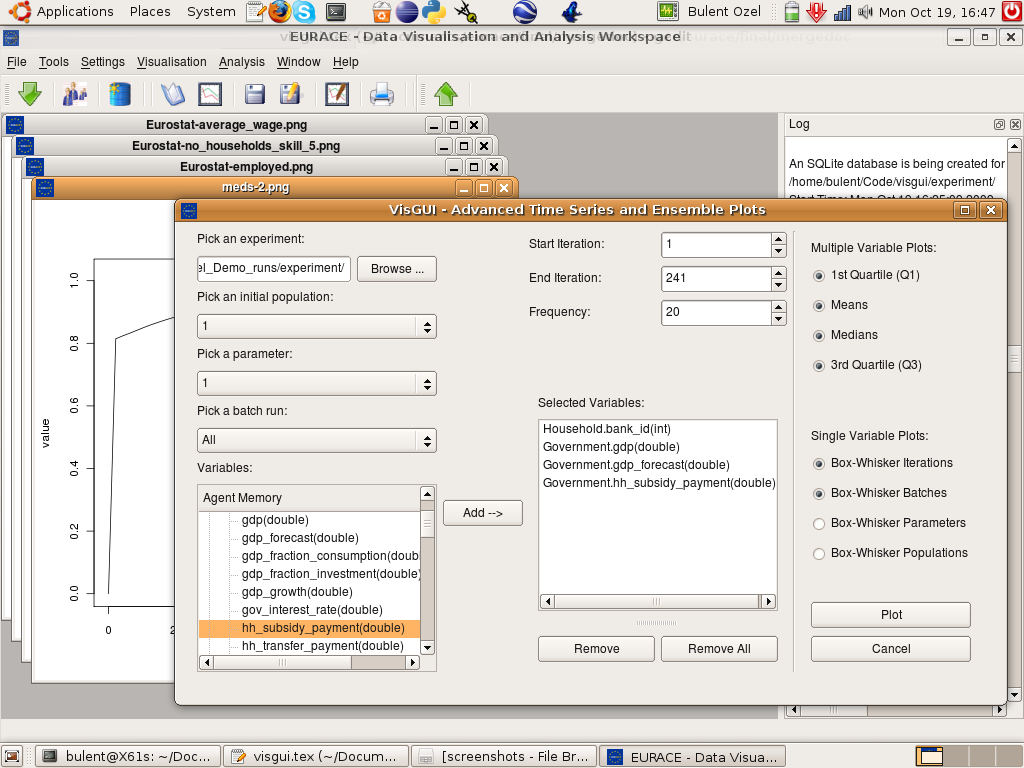 Applications Places System Bulent Ozel Mon Oct 19, 16:47
EURACE - Data Visualisation and Analysis Workspace
File Tools Settings Visualisation Analysis Window Help
Eurostat-average_wage.png
Eurostat-no_households_skill_5.png
Eurostat-employed.png
meds-2.png
Log
An SQLite database is being created for
/home/bulent/Code/visgui/experiment/
value
0.0
0.2
0.4
0.6
0.8
1.0
0
VisGUI - Advanced Time Series and Ensemble Plots
Pick an experiment:
el_Demo_runs/experiment/
Browse ...
Pick an initial population:
1
Pick a parameter:
1
Pick a batch run:
All
Variables:
Agent Memory
gdp(double)
gdp_forecast(double)
gdp_fraction_consumption(doub
gdp_fraction_investment(double)
gdp_growth(double)
gov_interest_rate(double)
hh_subsidy_payment(double)
hh_transfer_payment(double)
Add -->
Start Iteration:
1
End Iteration:
241
Frequency:
20
Selected Variables:
Household.bank_id(int)
Government.gdp(double)
Government.gdp_forecast(double)
Government.hh_subsidy_payment(double)
Remove
Remove All
Multiple Variable Plots:
1st Quartile (Q1)
Means
Medians
3rd Quartile (Q3)
Single Variable Plots:
Box-Whisker Iterations
Box-Whisker Batches
Box-Whisker Parameters
Box-Whisker Populations
Plot
Cancel
bulent@X61s: ~/Doc...
visgui.tex (~/Docum...
[screenshots - File Br...
EURACE - Data Visua...